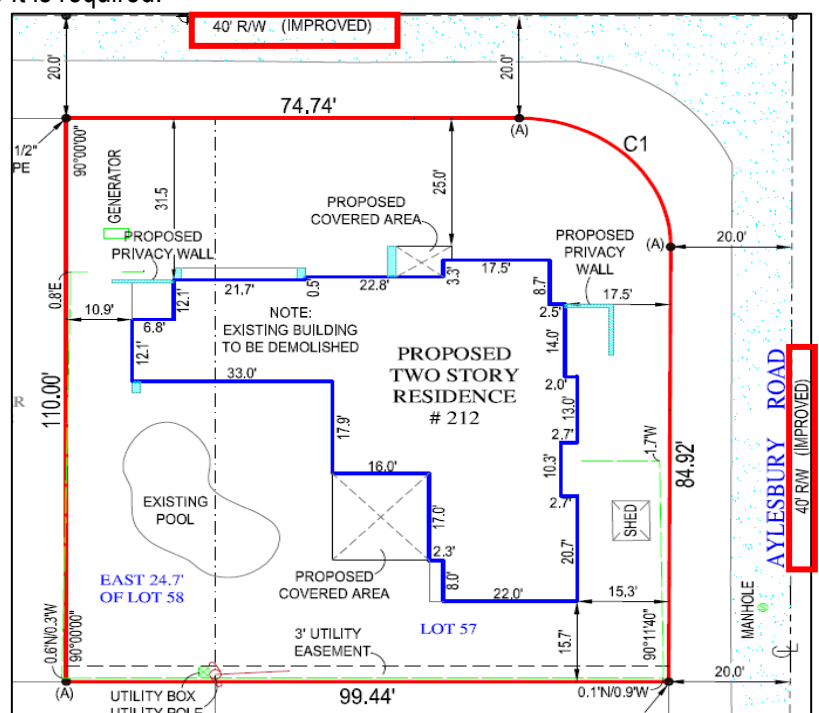 it is required.
40' R/W (IMPROVED)
20.0'
20.0'
74.74'
(A)
C1
1/2"
PE
90°00'00"
GENERATOR
31.5
25.0'
PROPOSED
COVERED AREA
PROPOSED
PRIVACY WALL
PROPOSED
PRIVACY
WALL
(A)
20.0'
0.8'E
10.9'
12.1'
6.8'
21.7'
0.5'
22.8'
3.3'
17.5'
8.7'
2.5'
17.5'
NOTE:
EXISTING BUILDING
TO BE DEMOLISHED
12.1'
14.0'
PROPOSED
TWO STORY
RESIDENCE
# 212
33.0'
2.0'
13.0'
R
110.00'
17.9'
2.7'
10.3'
1.7'W
84.92'
AYLESBURY ROAD
40' R/W (IMPROVED)
16.0'
2.7'
EXISTING
POOL
17.0'
SHED
20.7'
2.3'
PROPOSED
COVERED AREA
8.0'
22.0'
15.3'
EAST 24.7'
OF LOT 58
LOT 57
MANHOLE
0.6'N/0.3'W
90°00'00"
3' UTILITY
EASEMENT
15.7'
90°11'40"
20.0'
(A)
UTILITY BOX
UTILITY POLE
99.44'
0.1'N/0.9'W